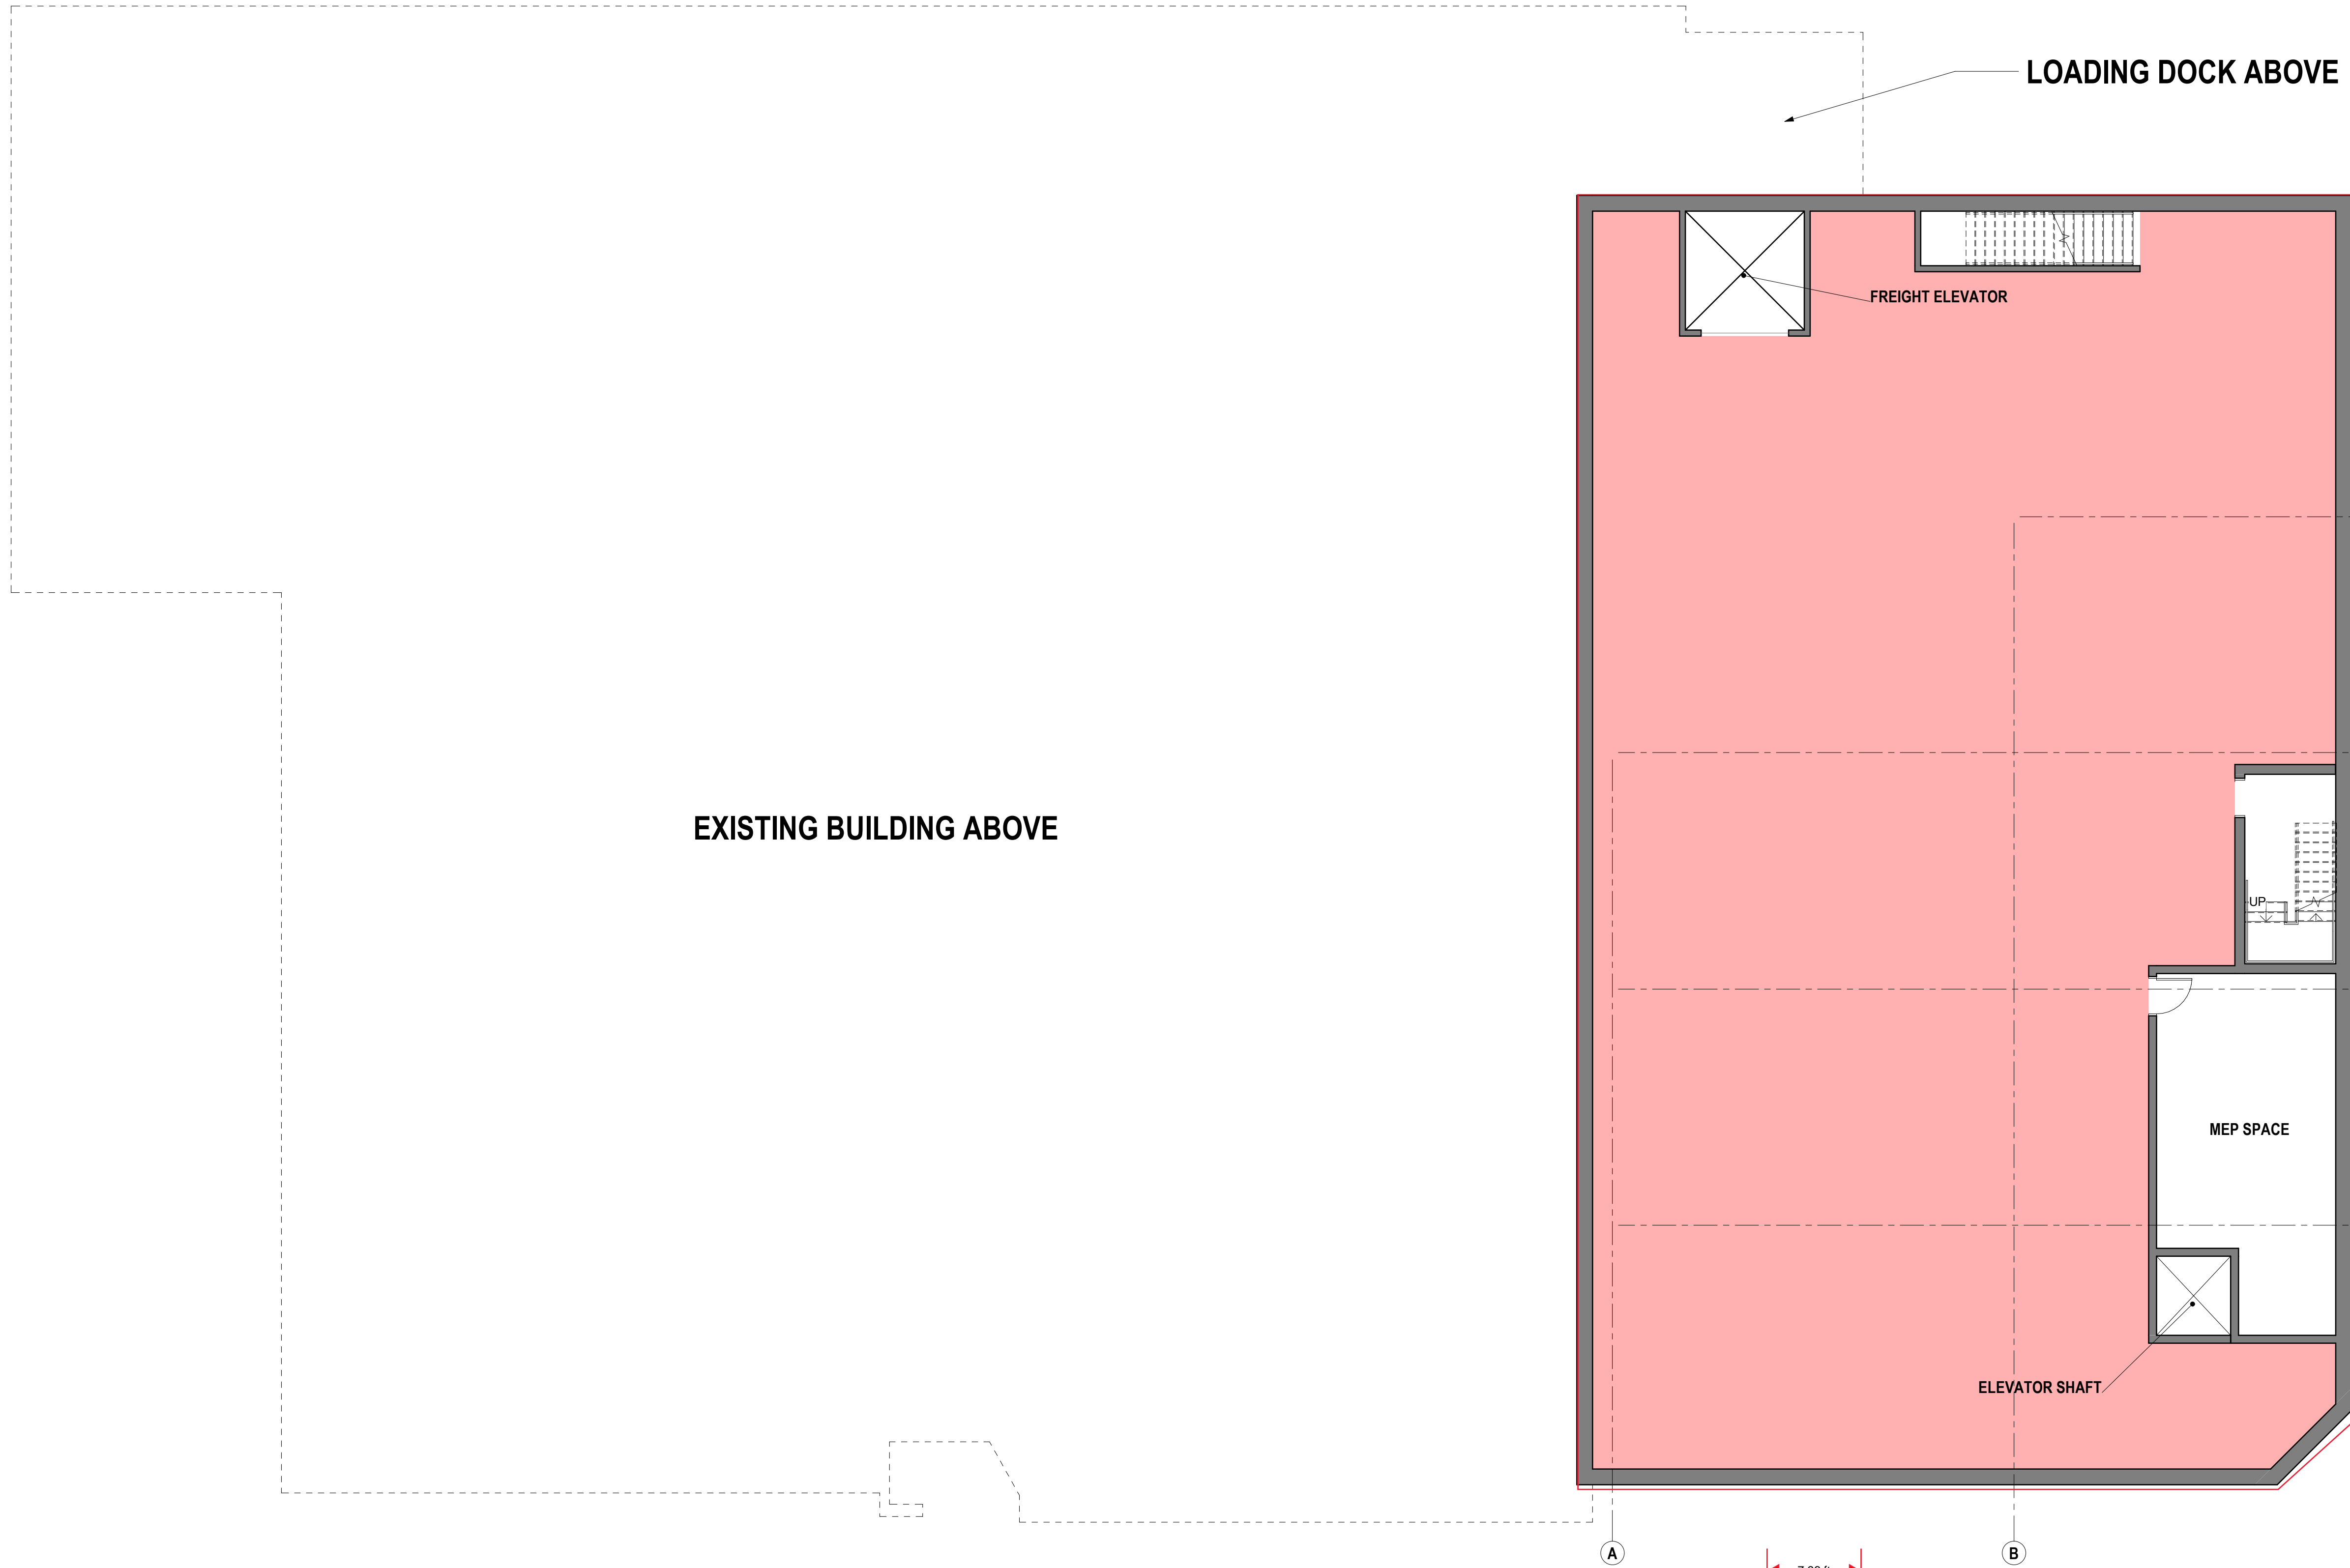 LOADING DOCK ABOVE
FREIGHT ELEVATOR
EXISTING BUILDING ABOVE
UP
MEP SPACE
ELEVATOR SHAFT
A
B